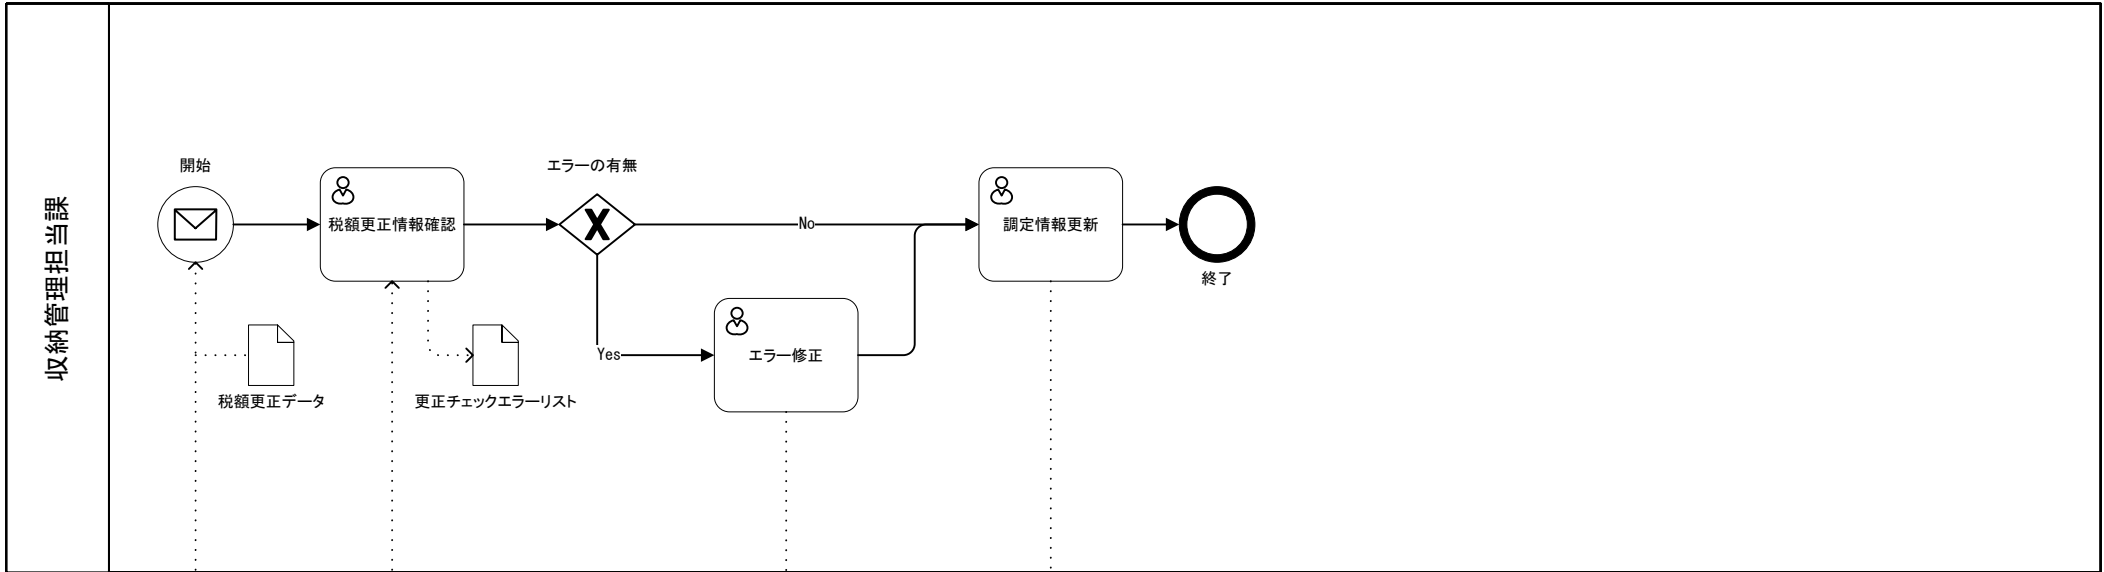 収納管理担当課
開始
税額更正情報確認
エラーの有無
No
調定情報更新
終了
Yes
エラー修正
税額更正データ
更正チェックエラーリスト